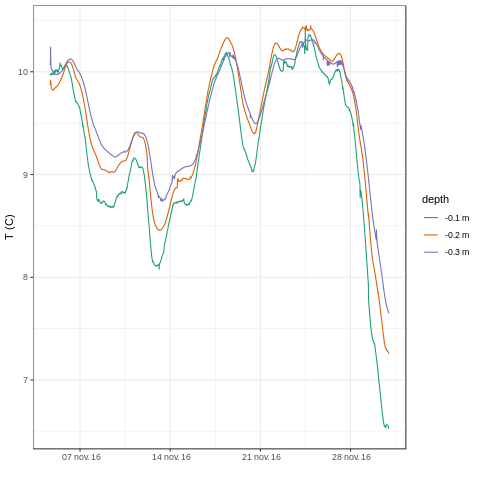 10
9
8
7
T (C)
07 nov. 16
14 nov. 16
21 nov. 16
28 nov. 16
depth
-0.1 m
-0.2 m
-0.3 m